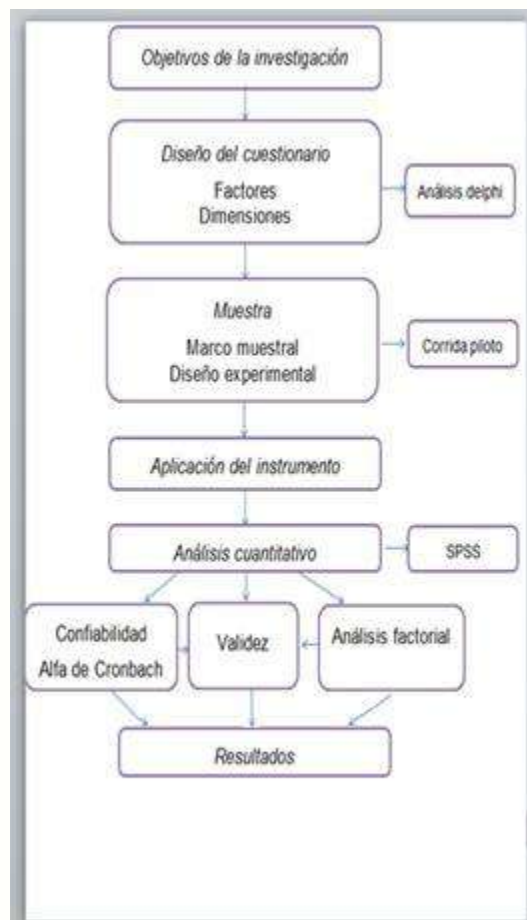 Objetivos de la investigación
Diseño del cuestionario
Factores
Dimensiones
Análisis delphi
Muestra
Marco muestral
Diseño experimental
Corrida piloto
Aplicación del instrumento
Análisis cuantitativo
SPSS
Confiabilidad
Alfa de Cronbach
Validez
Análisis factorial
Resultados